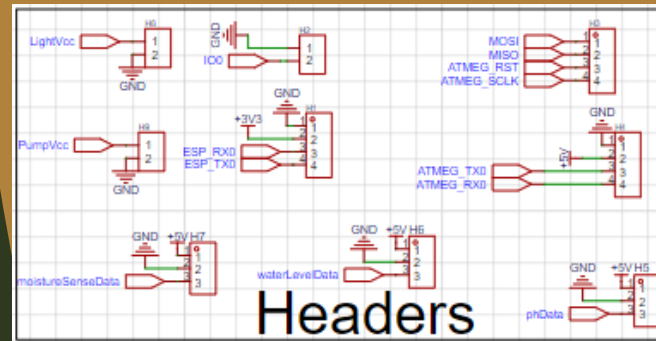 LightVcc
H8
1
2
GND
GND
H2
1
2
IO0
MOSI
MISO
ATMEG_RST
ATMEG_SCLK
H3
1
2
3
4
PumpVcc
H9
1
2
GND
GND
+3V3
H1
1
2
3
4
ESP_RX0
ESP_TX0
GND
+5V
H4
1
2
3
4
ATMEG_TX0
ATMEG_RX0
GND
+5V H7
1
2
3
moistureSenseData
GND
+5V H6
1
2
3
waterLevelData
GND
+5V H5
1
2
3
phData
Headers